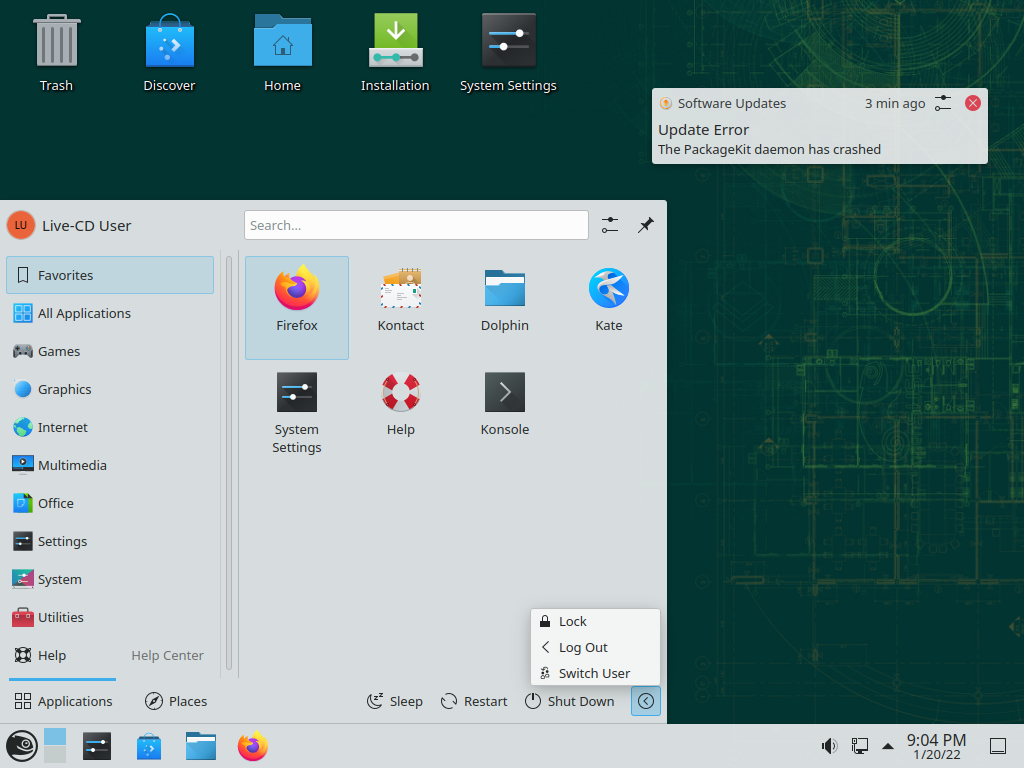 Trash
Discover
Home
Installation
System Settings
Software Updates 3 min ago
Update Error
The PackageKit daemon has crashed
LU Live-CD User
Search...
Favorites
All Applications
Games
Graphics
Internet
Multimedia
Office
Settings
System
Utilities
Help Help Center
Firefox
Kontact
Dolphin
Kate
System
Settings
Help
Konsole
Lock
Log Out
Switch User
Applications
Places
Sleep
Restart
Shut Down
9:04 PM
1/20/22